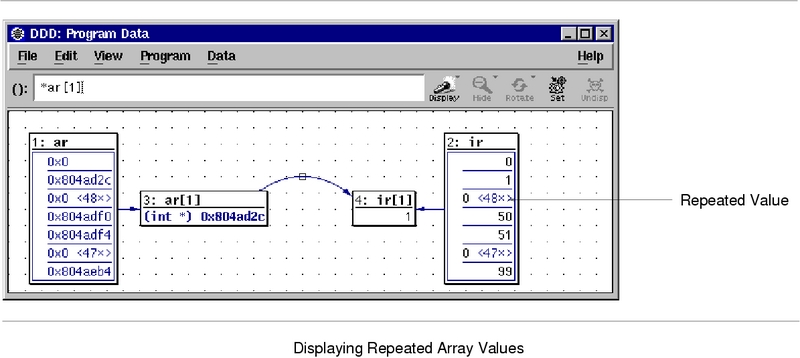 DDD: Program Data
File Edit View Program Data Help
(): *ar[1]
Display Hide Rotate Set Undisp
1: ar
0x0
0x804ad2c
0x0 <48×>
0x804adf0
0x804adf4
0x0 <47×>
0x804aeb4
3: ar[1]
(int *) 0x804ad2c
4: ir[1]
1
2: ir
0
1
0 <48×>
50
51
0 <47×>
99
Repeated Value
Displaying Repeated Array Values